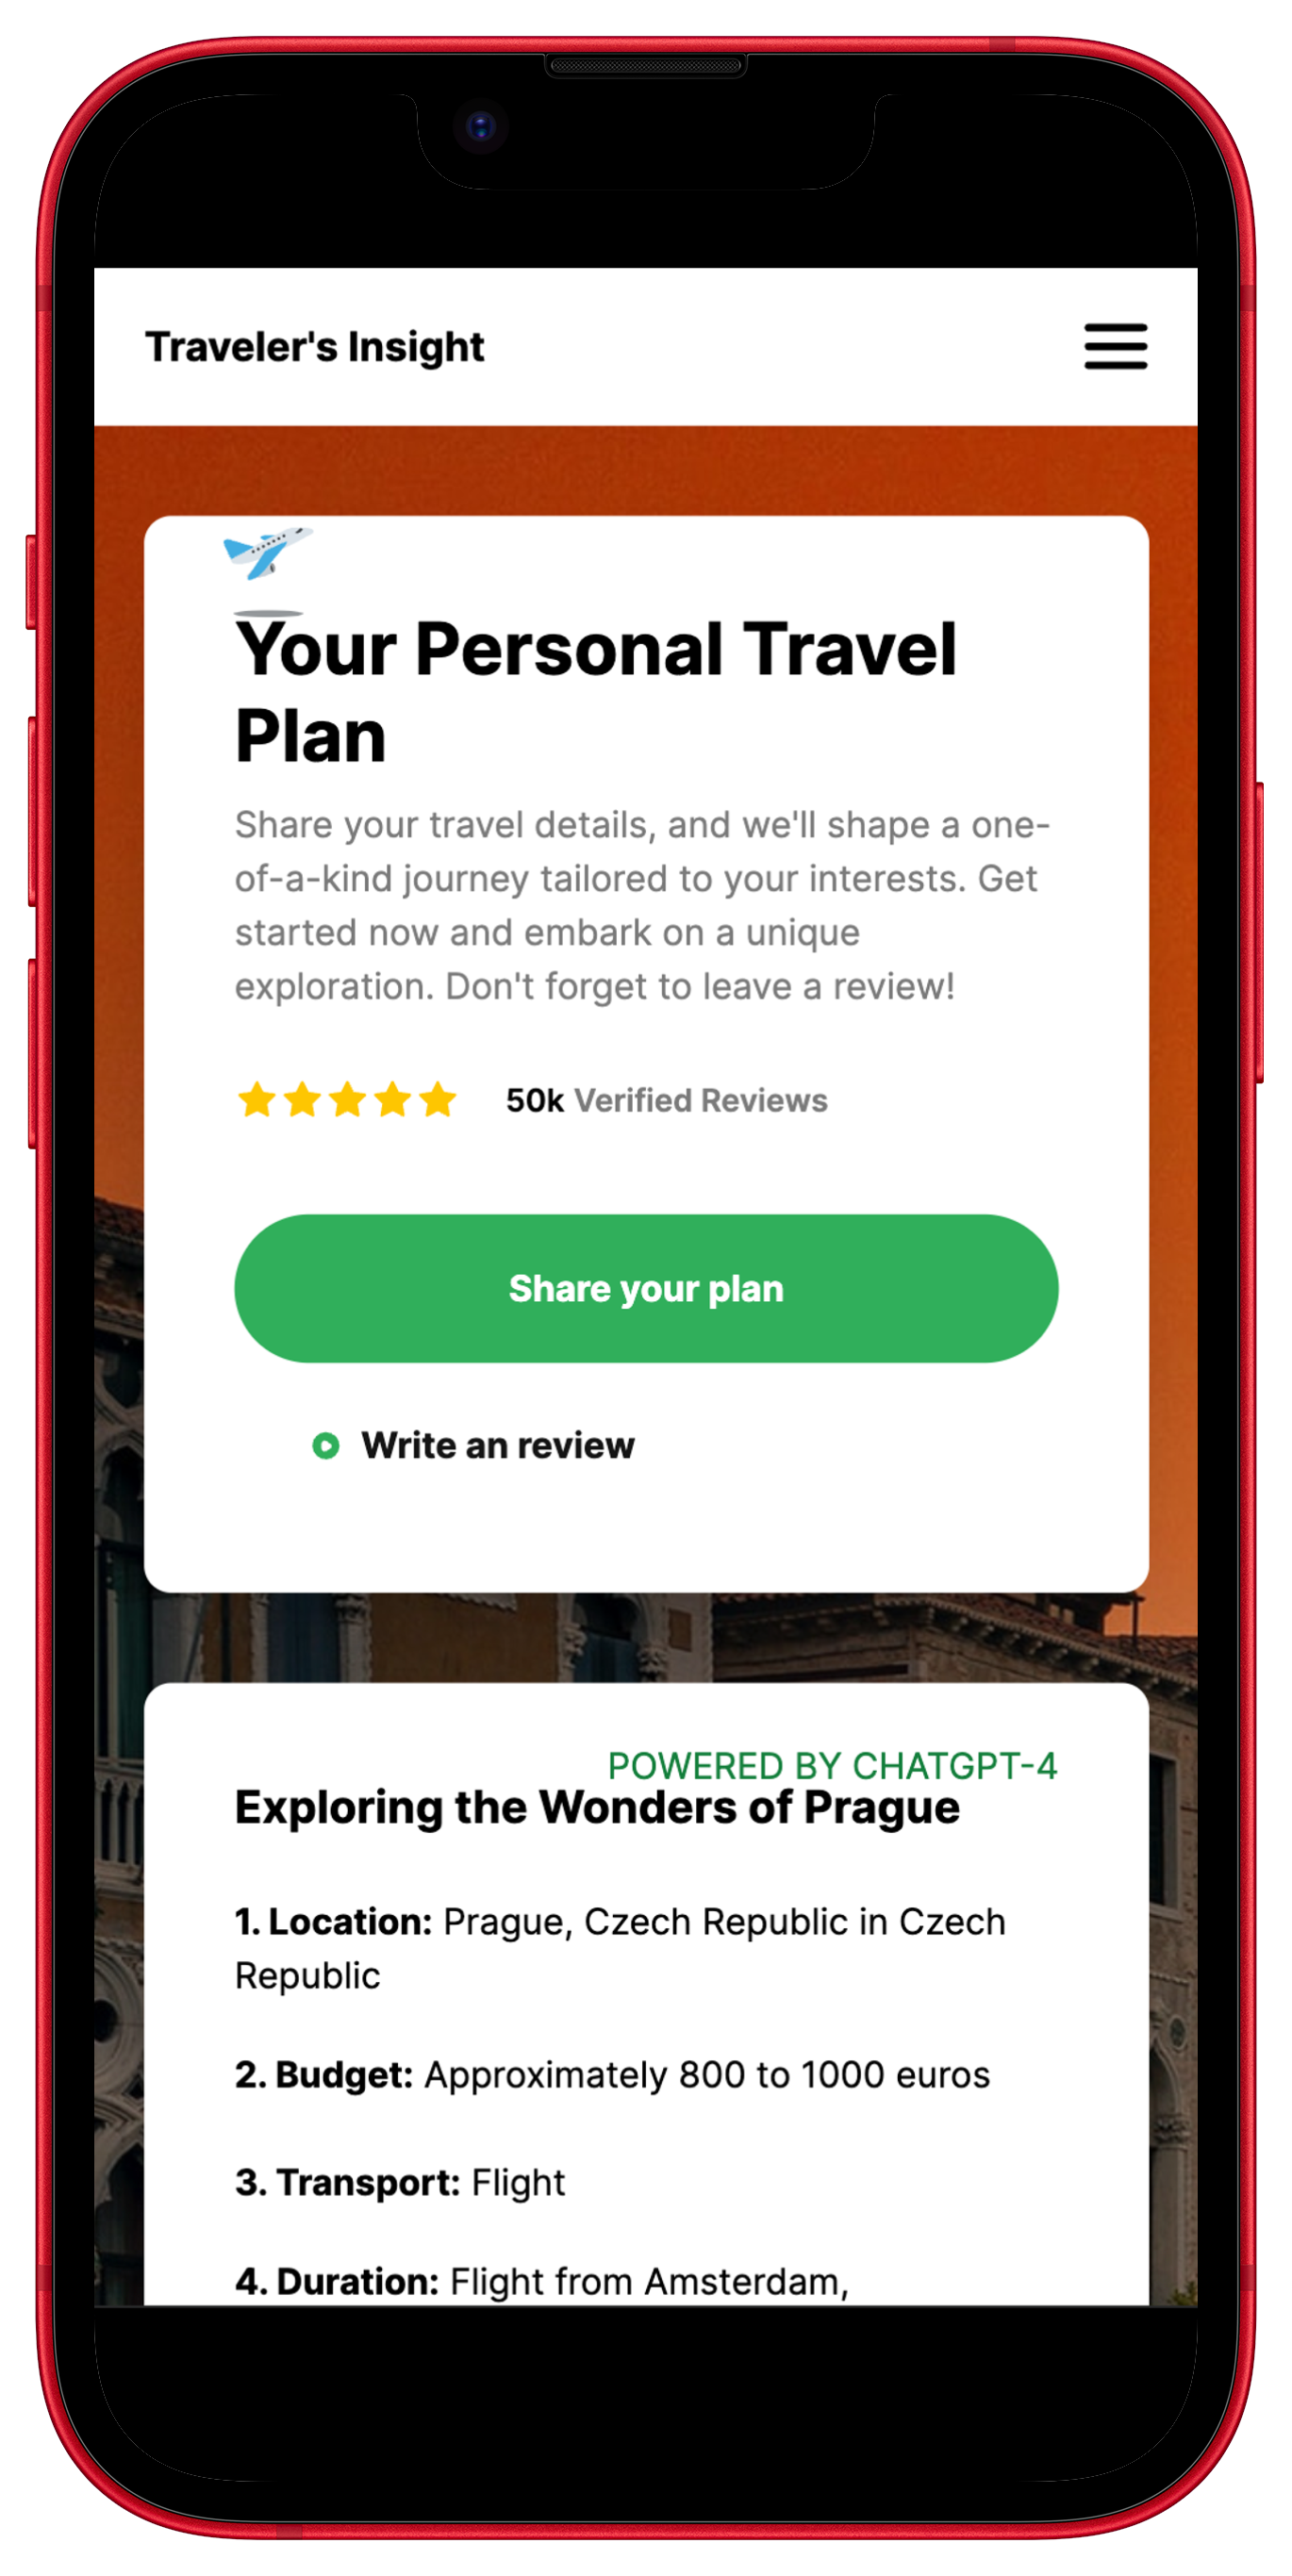 Traveler's Insight
Your Personal Travel
Plan
Share your travel details, and we'll shape a one-
of-a-kind journey tailored to your interests. Get
started now and embark on a unique
exploration. Don't forget to leave a review!
50k Verified Reviews
Share your plan
Write an review
POWERED BY CHATGPT-4
Exploring the Wonders of Prague
1. Location: Prague, Czech Republic in Czech
Republic
2. Budget: Approximately 800 to 1000 euros
3. Transport: Flight
4. Duration: Flight from Amsterdam,